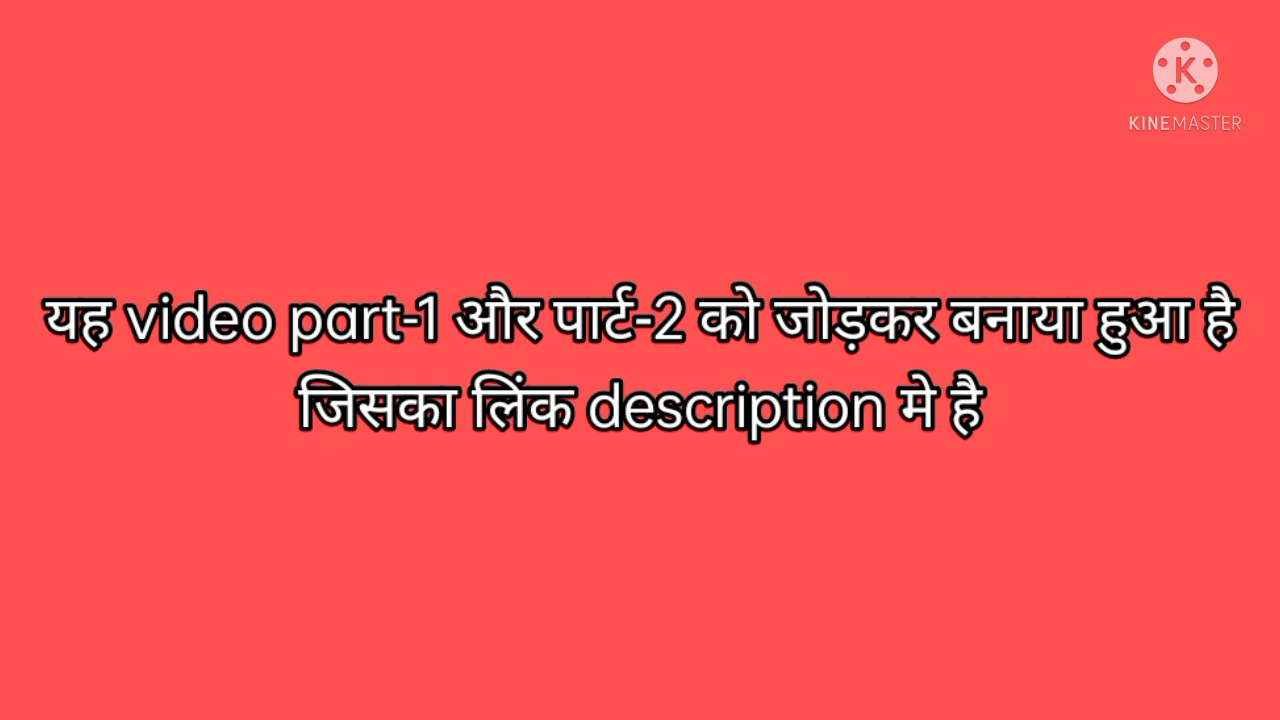 KINEMASTER
यह video part-1 और पार्ट-2 को जोड़कर बनाया हुआ है
जिसका लिंक description मे है